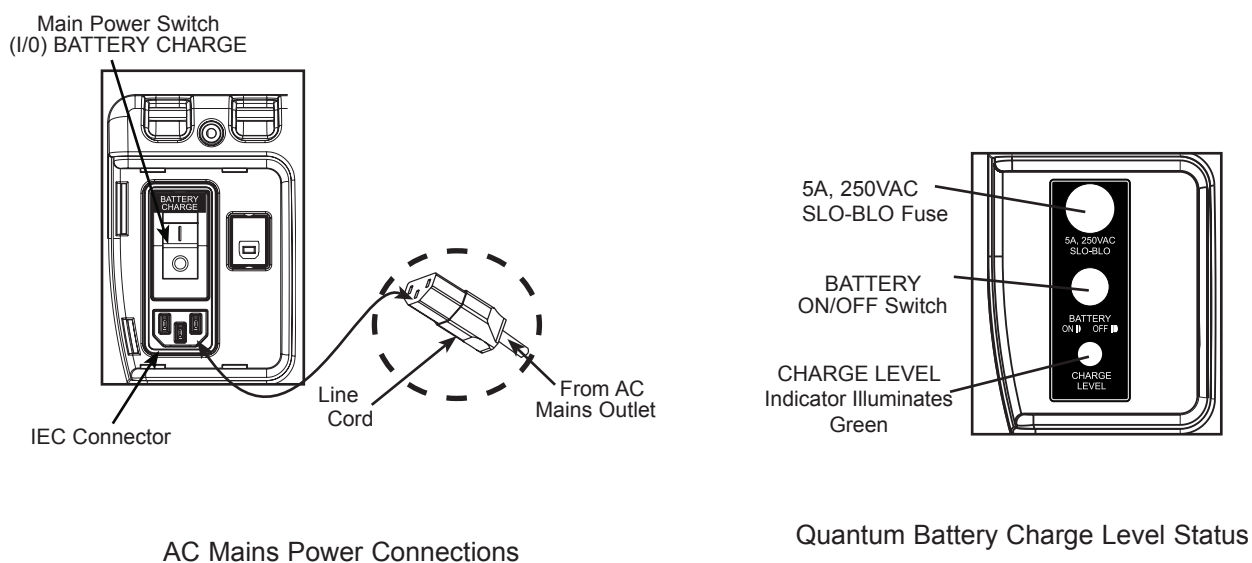 Main Power Switch
(I/0) BATTERY CHARGE
BATTERY
CHARGE
Line
Cord
From AC
Mains Outlet
IEC Connector
AC Mains Power Connections
5A, 250VAC
SLO-BLO Fuse
BATTERY
ON/OFF Switch
CHARGE LEVEL
Indicator Illuminates
Green
5A, 250VAC
SLO-BLO
BATTERY
ON OFF
CHARGE
LEVEL
Quantum Battery Charge Level Status